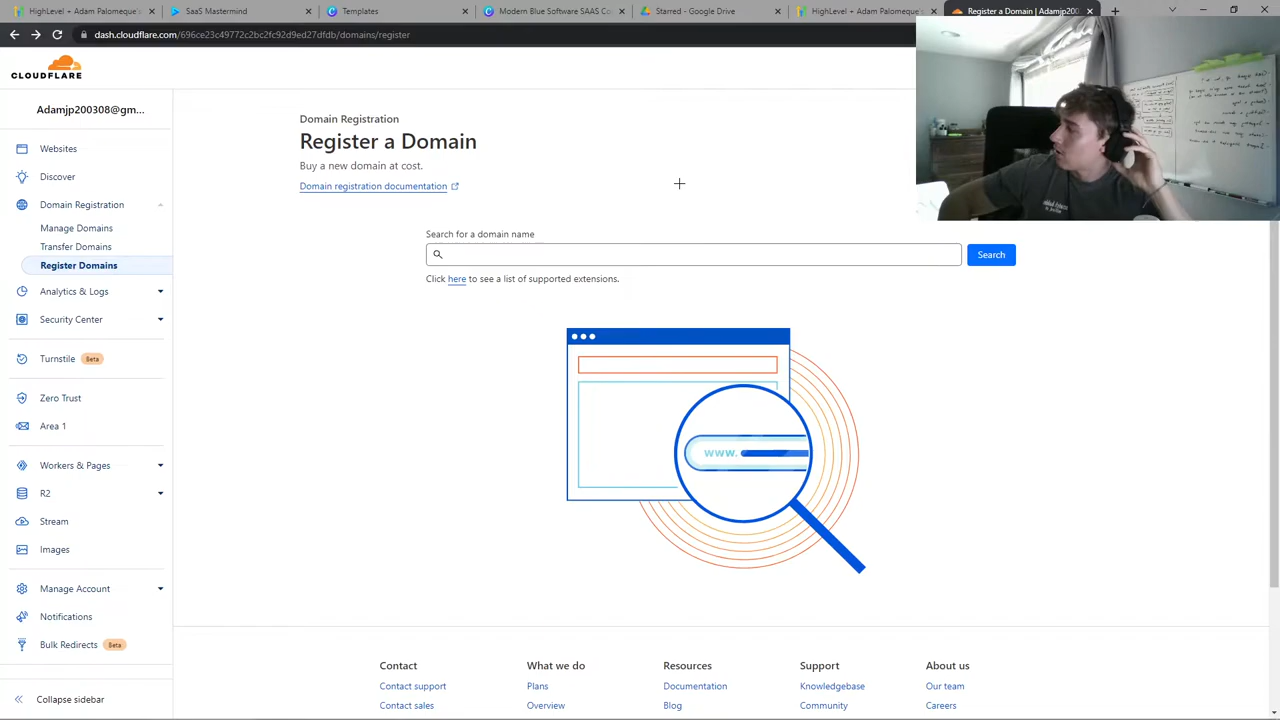 HighLevel + Adam Palomeque's
SaaS Mastermind
Templates
Modern Blue Software SAAS Co
Starred - Google Drive
HighLevel + Adam Palomeque's
Register a Domain | Adamjp200
dash.cloudflare.com/696ce23c49772c2bc2fc92d9ed27dfdb/domains/register
CLOUDFLARE
Adamjp200308@gm...
Websites
Discover
Domain Registration
Manage Domains
Transfer Domains
Register Domains
Analytics & Logs
Security Center
Turnstile Beta
Zero Trust
Area 1
Workers & Pages
R2
Stream
Images
Manage Account
Notifications
Bulk Redirects Beta
Collapse sidebar
Domain Registration
Register a Domain
Buy a new domain at cost.
Domain registration documentation
Search for a domain name
Search
Click here to see a list of supported extensions.
www.
Contact
Contact support
Contact sales
What we do
Plans
Overview
Resources
Documentation
Blog
Support
Knowledgebase
Community
About us
Our team
Careers